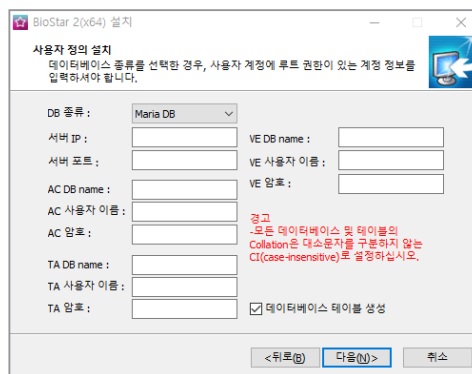 BioStar 2(x64) 설치
사용자 정의 설치
데이터베이스 종류를 선택한 경우, 사용자 계정에 루트 권한이 있는 계정 정보를
입력하셔야 합니다.
DB 종류 :
Maria DB
서버 IP :
서버 포트 :
AC DB name :
AC 사용자 이름 :
AC 암호 :
TA DB name :
TA 사용자 이름 :
TA 암호 :
VE DB name :
VE 사용자 이름 :
VE 암호 :
경고
-모든 데이터베이스 및 테이블의
Collation은 대소문자를 구분하지 않는
CI(case-insensitive)로 설정하십시오.
데이터베이스 테이블 생성
<뒤로(B)
다음(N)>
취소